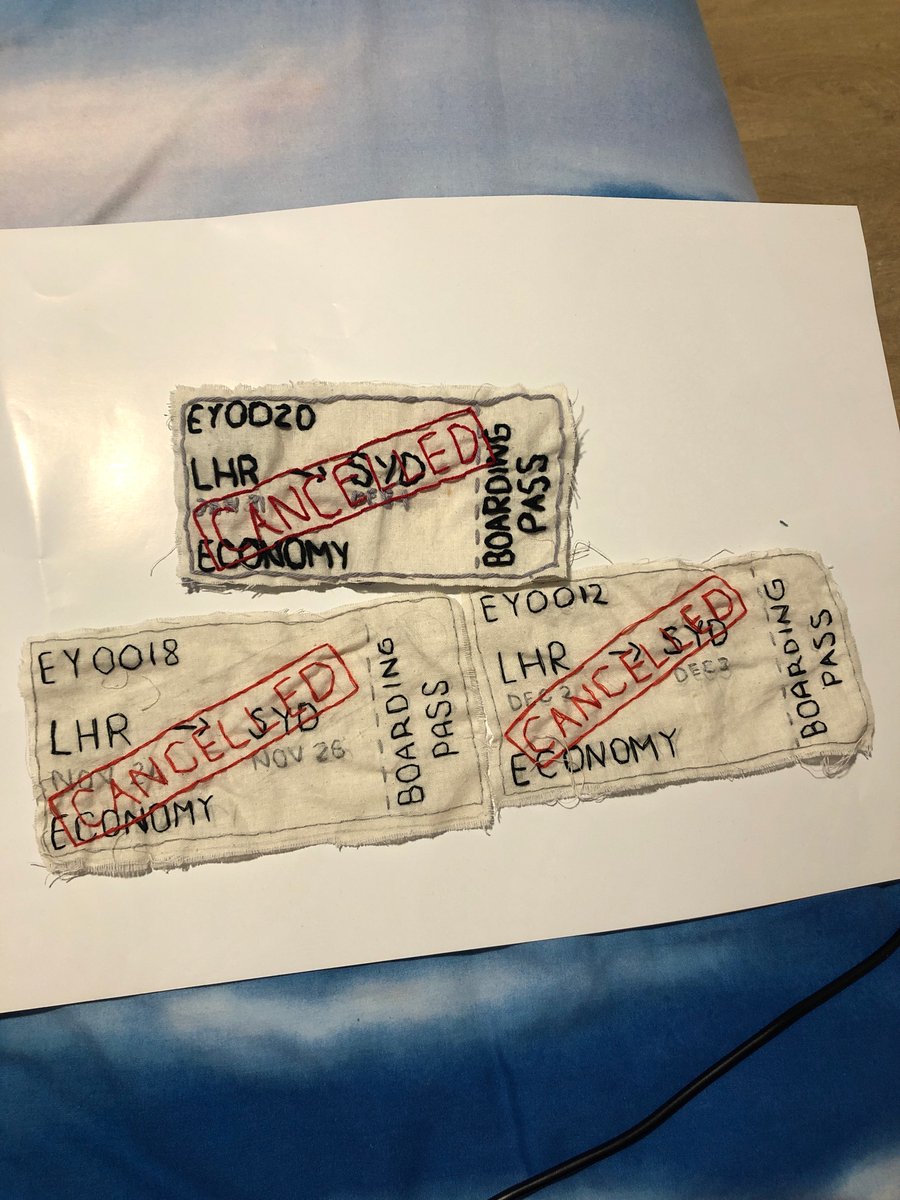 EY0020
LHR → SYD
CANCELLED
ECONOMY
BOARDING
PASS
EY0018
LHR → SYD
NOV 26
CANCELLED
ECONOMY
BOARDING
PASS
EY0012
LHR → SYD
DEC 2 DEC 3
CANCELLED
ECONOMY
BOARDING
PASS